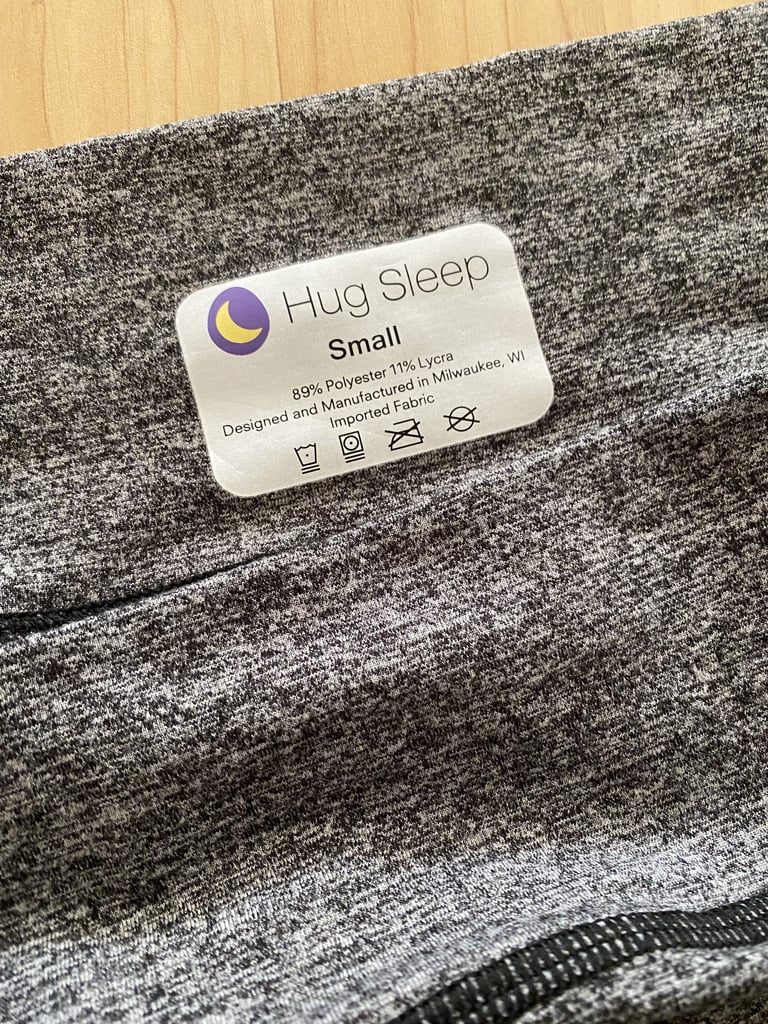 Hug Sleep
Small
89% Polyester 11% Lycra
Designed and Manufactured in Milwaukee, WI
Imported Fabric